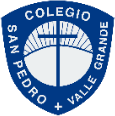 COLEGIO
SAN PEDRO + VALLE GRANDE